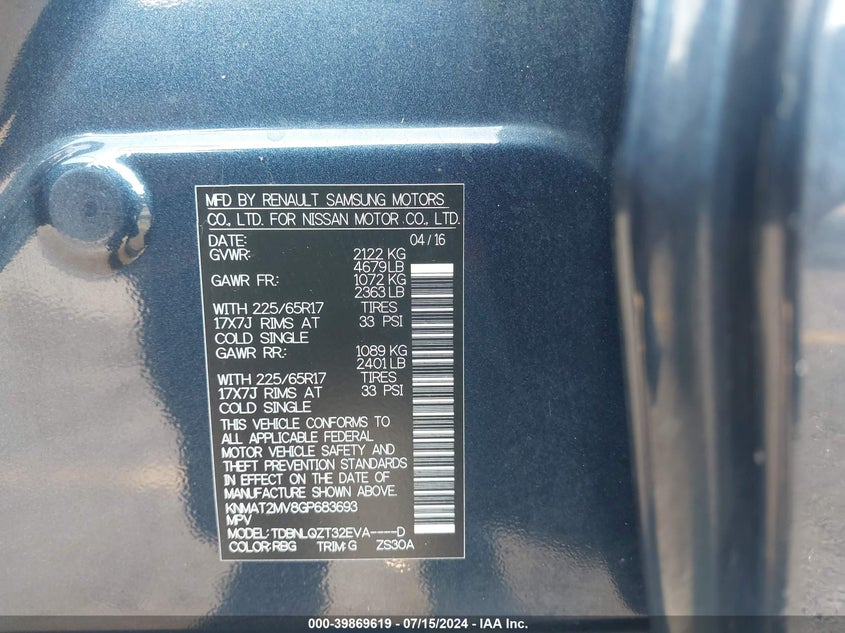 MFD BY RENAULT SAMSUNG MOTORS
CO., LTD. FOR NISSAN MOTOR CO., LTD.
DATE: 04/16
GVWR: 2122 KG
4679 LB
GAWR FR: 1072 KG
2363 LB
WITH 225/65R17 TIRES
17X7J RIMS AT 33 PSI
COLD SINGLE
GAWR RR: 1089 KG
2401 LB
WITH 225/65R17 TIRES
17X7J RIMS AT 33 PSI
COLD SINGLE
THIS VEHICLE CONFORMS TO
ALL APPLICABLE FEDERAL
MOTOR VEHICLE SAFETY AND
THEFT PREVENTION STANDARDS
IN EFFECT ON THE DATE OF
MANUFACTURE SHOWN ABOVE.
KNMAT2MV8GP683693
MPV
MODEL: TDBNLQZT32EVA----D
COLOR: RBG TRIM: G ZS30A
000-39869619 - 07/15/2024 - IAA Inc.